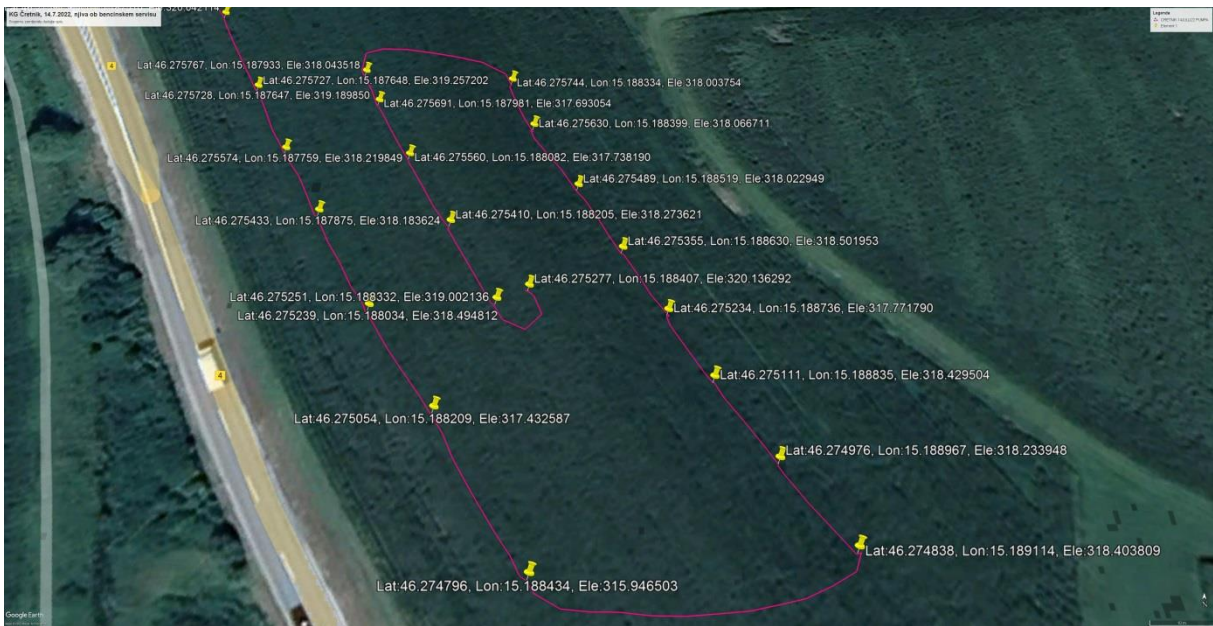 KG Čretnik, 14.7.2022, njiva ob bencinskem servisu
Legenda
Lat:46.275767, Lon:15.187933, Ele:318.043518
Lat:46.275727, Lon:15.187648, Ele:319.257202
Lat:46.275744, Lon:15.188334, Ele:318.003754
Lat:46.275728, Lon:15.187647, Ele:319.189850
Lat:46.275691, Lon:15.187981, Ele:317.693054
Lat:46.275630, Lon:15.188399, Ele:318.066711
Lat:46.275574, Lon:15.187759, Ele:318.219849
Lat:46.275560, Lon:15.188082, Ele:317.738190
Lat:46.275489, Lon:15.188519, Ele:318.022949
Lat:46.275433, Lon:15.187875, Ele:318.183624
Lat:46.275410, Lon:15.188205, Ele:318.273621
Lat:46.275355, Lon:15.188630, Ele:318.501953
Lat:46.275277, Lon:15.188407, Ele:320.136292
Lat:46.275251, Lon:15.188332, Ele:319.002136
Lat:46.275239, Lon:15.188034, Ele:318.494812
Lat:46.275234, Lon:15.188736, Ele:317.771790
4
4
Lat:46.275111, Lon:15.188835, Ele:318.429504
Lat:46.275054, Lon:15.188209, Ele:317.432587
Lat:46.274976, Lon:15.188967, Ele:318.233948
Lat:46.274838, Lon:15.189114, Ele:318.403809
Lat:46.274796, Lon:15.188434, Ele:315.946503
Google Earth